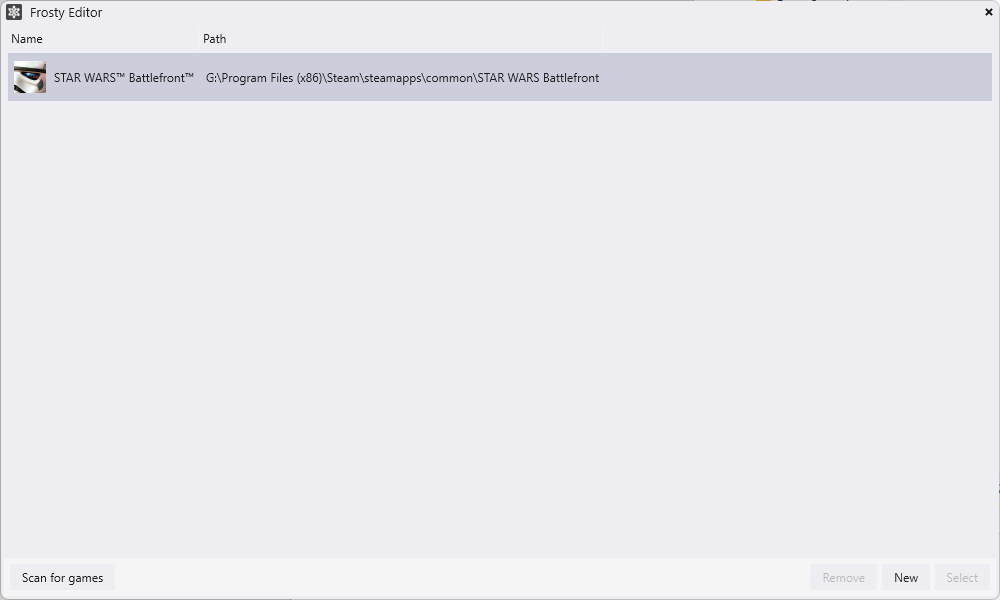 Frosty Editor
Name Path
STAR WARS™ Battlefront™ G:\Program Files (x86)\Steam\steamapps\common\STAR WARS Battlefront
Scan for games Remove New Select